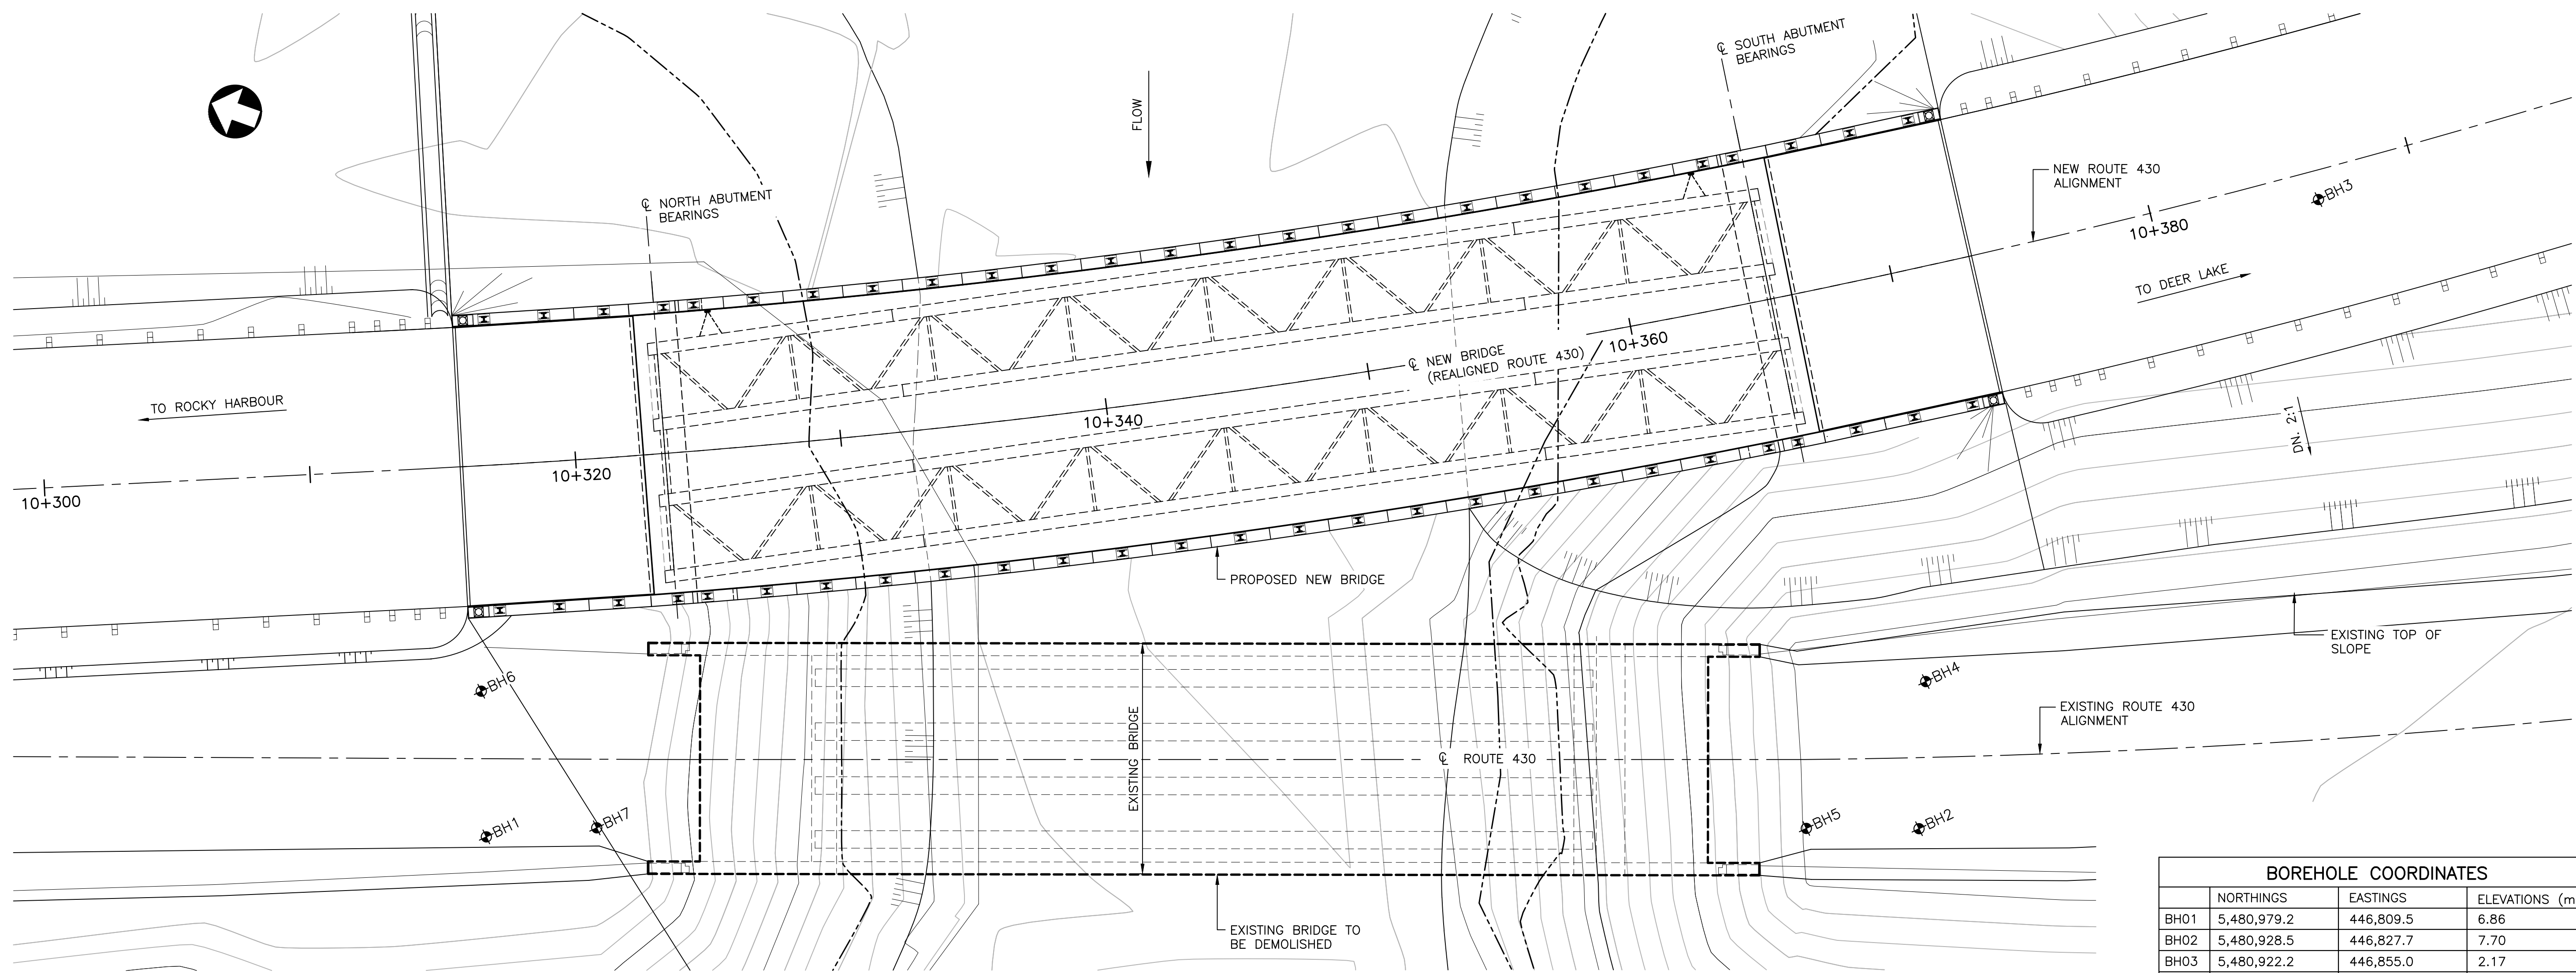 ℄ SOUTH ABUTMENT
BEARINGS
FLOW
℄ NORTH ABUTMENT
BEARINGS
NEW ROUTE 430
ALIGNMENT
BH3
10+380
TO DEER LAKE
10+360
℄ NEW BRIDGE
(REALIGNED ROUTE 430)
TO ROCKY HARBOUR
10+340
10+320
10+300
DN. 2:1
PROPOSED NEW BRIDGE
EXISTING TOP OF
SLOPE
BH6
BH4
EXISTING BRIDGE
EXISTING ROUTE 430
ALIGNMENT
℄ ROUTE 430
BH1
BH7
BH5
BH2
EXISTING BRIDGE TO
BE DEMOLISHED
BOREHOLE COORDINATES
NORTHINGS EASTINGS ELEVATIONS (m
BH01 5,480,979.2 446,809.5 6.86
BH02 5,480,928.5 446,827.7 7.70
BH03 5,480,922.2 446,855.0 2.17